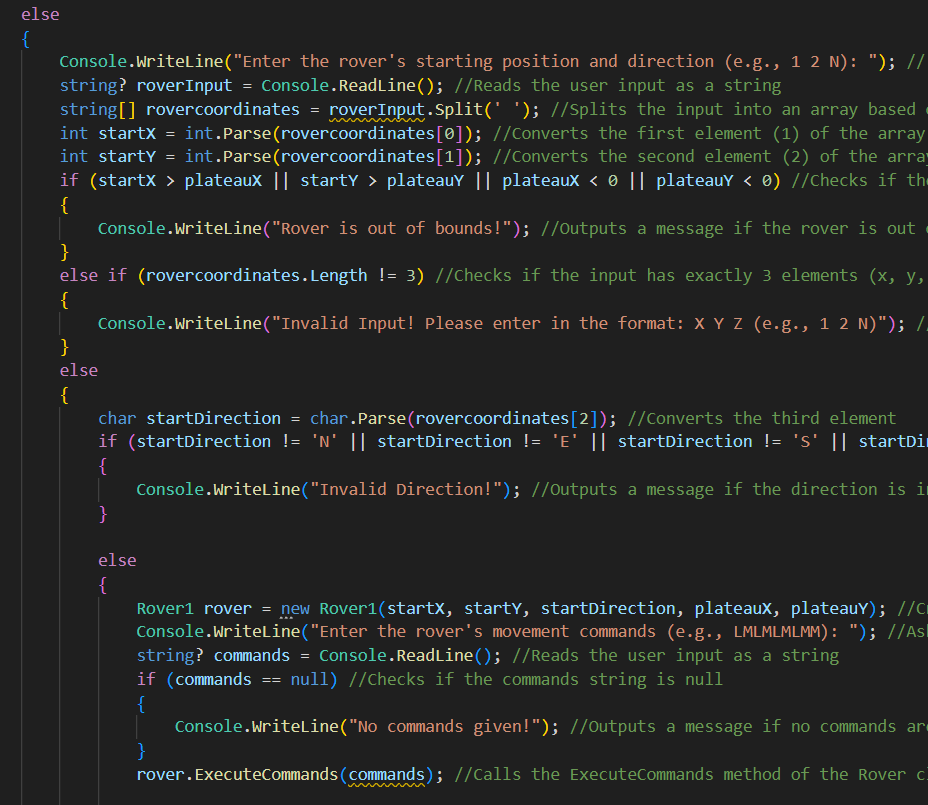 else
{
Console.WriteLine("Enter the rover's starting position and direction (e.g., 1 2 N): "); //
string? roverInput = Console.ReadLine(); //Reads the user input as a string
string[] rovercoordinates = roverInput.Split(' '); //Splits the input into an array based
int startX = int.Parse(rovercoordinates[0]); //Converts the first element (1) of the array
int startY = int.Parse(rovercoordinates[1]); //Converts the second element (2) of the array
if (startX > plateauX || startY > plateauY || plateauX < 0 || plateauY < 0) //Checks if the
{
Console.WriteLine("Rover is out of bounds!"); //Outputs a message if the rover is out
}
else if (rovercoordinates.Length != 3) //Checks if the input has exactly 3 elements (x, y,
{
Console.WriteLine("Invalid Input! Please enter in the format: X Y Z (e.g., 1 2 N)"); //
}
else
{
char startDirection = char.Parse(rovercoordinates[2]); //Converts the third element
if (startDirection != 'N' || startDirection != 'E' || startDirection != 'S' || startDi
{
Console.WriteLine("Invalid Direction!"); //Outputs a message if the direction is i
}
else
{
Rover1 rover = new Rover1(startX, startY, startDirection, plateauX, plateauY); //C
Console.WriteLine("Enter the rover's movement commands (e.g., LMLMLMLMM): "); //As
string? commands = Console.ReadLine(); //Reads the user input as a string
if (commands == null) //Checks if the commands string is null
{
Console.WriteLine("No commands given!"); //Outputs a message if no commands are
}
rover.ExecuteCommands(commands); //Calls the ExecuteCommands method of the Rover c